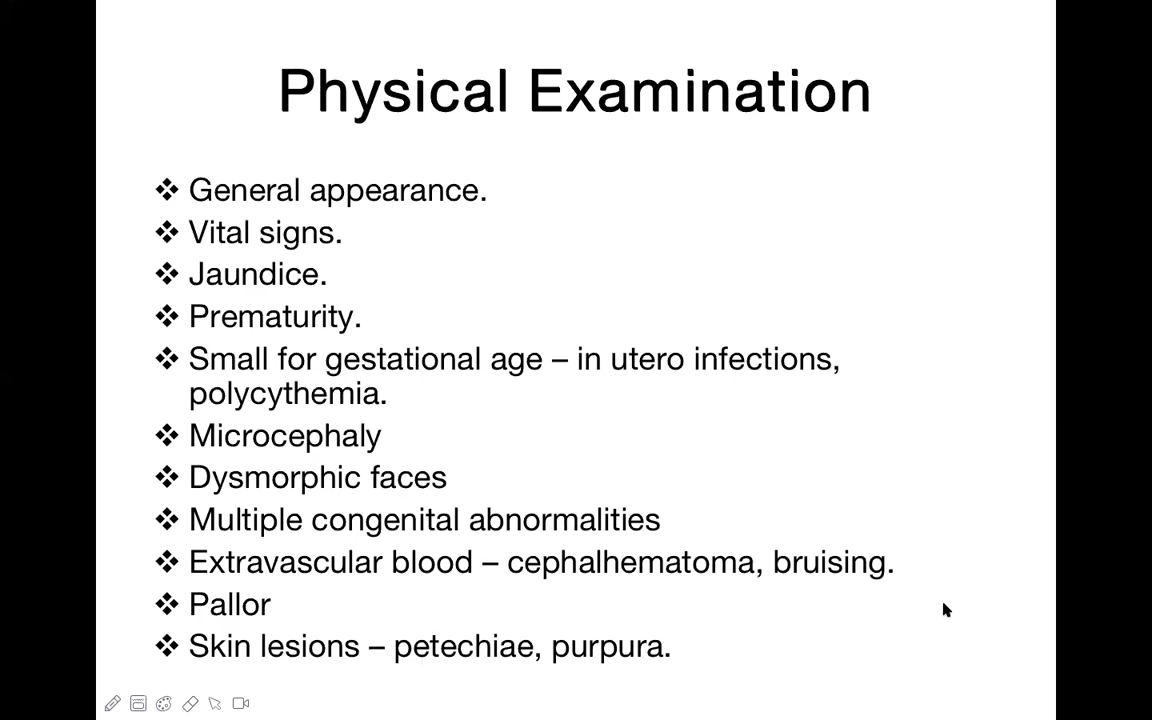 Physical Examination
❖ General appearance.
❖ Vital signs.
❖ Jaundice.
❖ Prematurity.
❖ Small for gestational age – in utero infections,
polycythemia.
❖ Microcephaly
❖ Dysmorphic faces
❖ Multiple congenital abnormalities
❖ Extravascular blood – cephalhematoma, bruising.
❖ Pallor
❖ Skin lesions – petechiae, purpura.